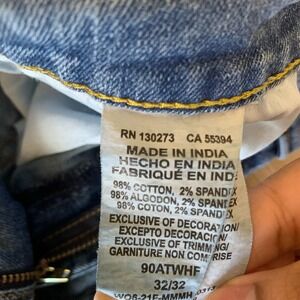 RN 130273 CA 55394
MADE IN INDIA
HECHO EN INDIA
FABRIQUÉ EN INDE
98% COTTON, 2% SPANDEX
98% ALGODON, 2% SPANDEX
98% COTON, 2% SPANDEX
EXCLUSIVE OF DECORATION
EXCEPTO DECORACION
EXCLUSIVE OF TRIMMING/
GARNITURE NON COMPRISE
90ATWHF
32/32